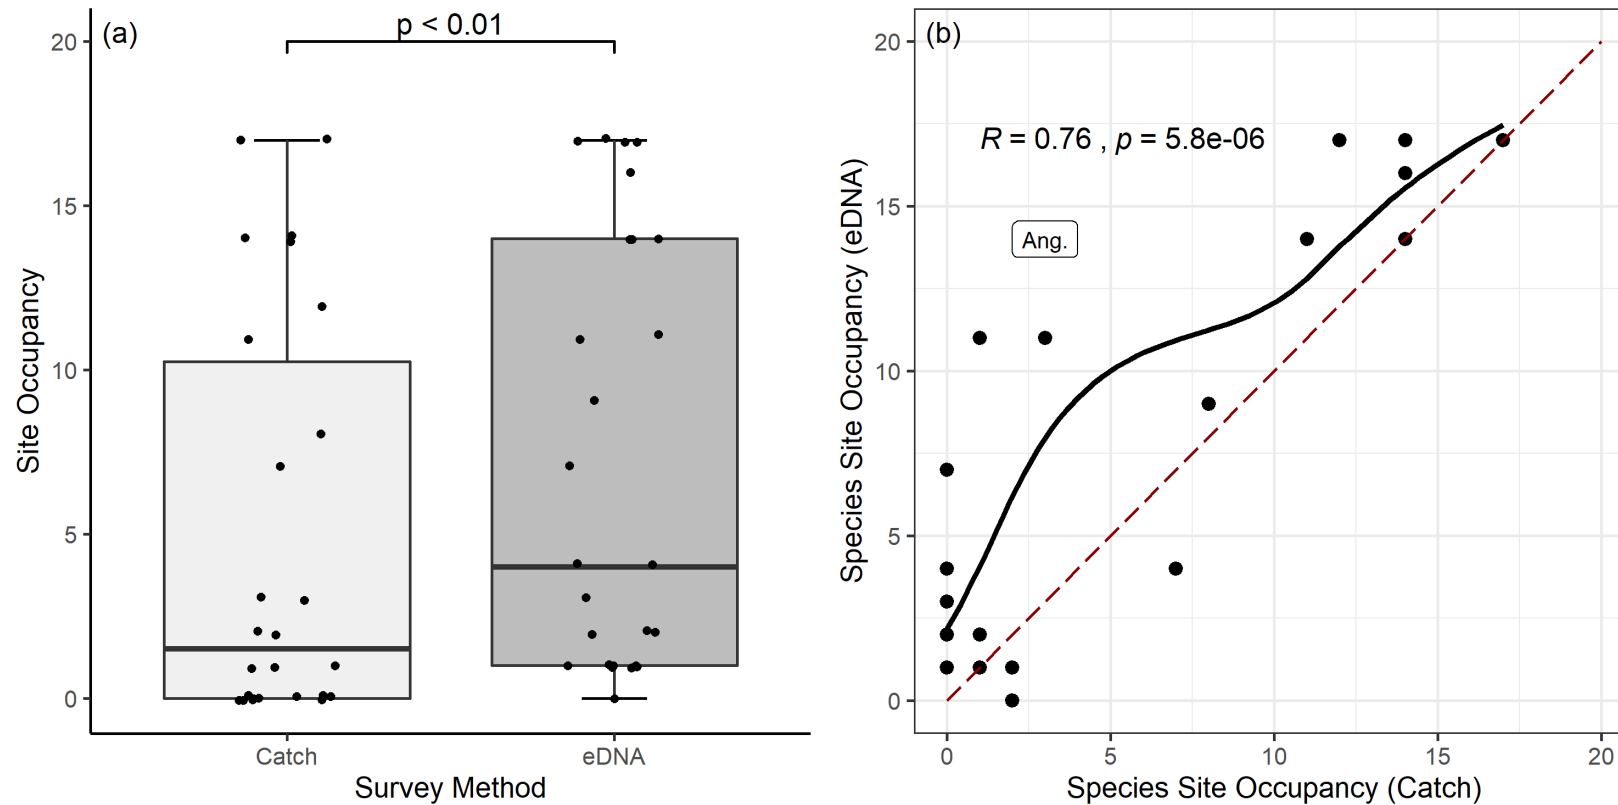 (a)
p < 0.01
20
15
10
5
0
Site Occupancy
Catch
eDNA
Survey Method
(b)
R = 0.76 , p = 5.8e-06
Ang.
20
15
10
5
0
Species Site Occupancy (eDNA)
0
5
10
15
20
Species Site Occupancy (Catch)